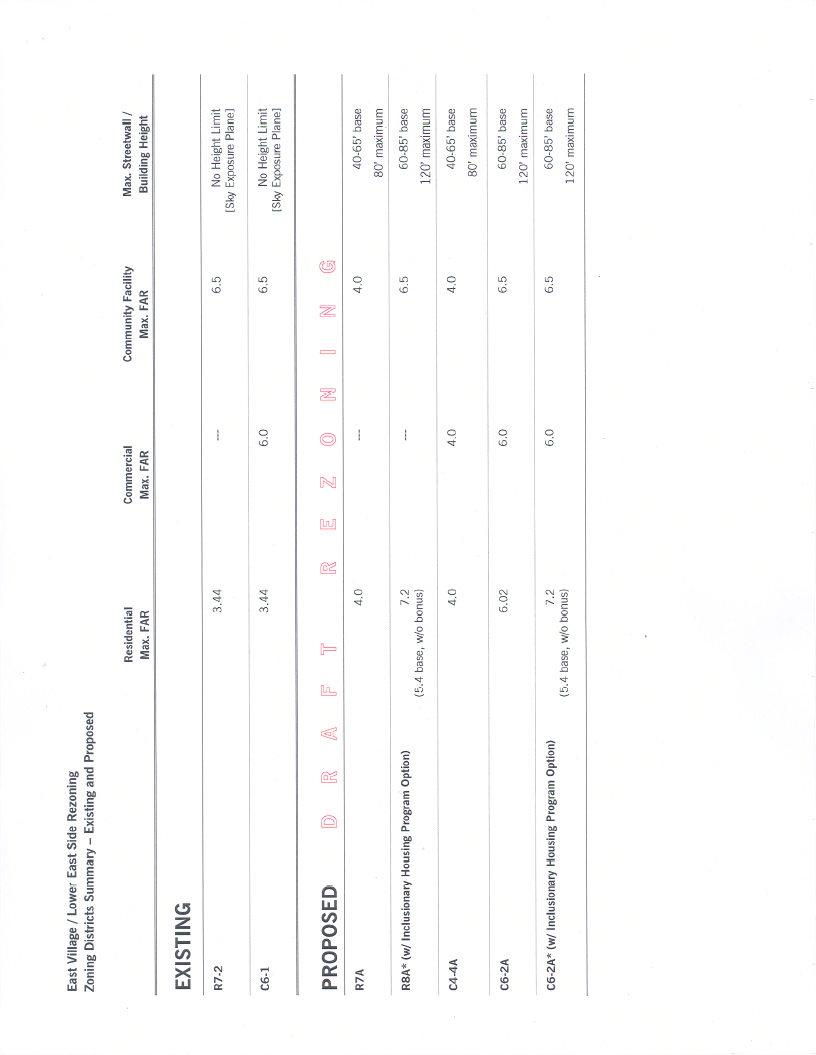 East Village / Lower East Side Rezoning
Zoning Districts Summary – Existing and Proposed
Residential Max. FAR
Commercial Max. FAR
Community Facility Max. FAR
Max. Streetwall / Building Height
EXISTING
R7-2 3.44 --- 6.5 No Height Limit
[Sky Exposure Plane]
C6-1 3.44 6.0 6.5 No Height Limit
[Sky Exposure Plane]
PROPOSED DRAFT REZONING
R7A 4.0 --- 4.0 40-65' base
80' maximum
R8A* (w/ Inclusionary Housing Program Option) 7.2 --- 6.5 60-85' base
(5.4 base, w/o bonus) 120' maximum
C4-4A 4.0 4.0 4.0 40-65' base
80' maximum
C6-2A 6.02 6.0 6.5 60-85' base
120' maximum
C6-2A* (w/ Inclusionary Housing Program Option) 7.2 6.0 6.5 60-85' base
(5.4 base, w/o bonus) 120' maximum